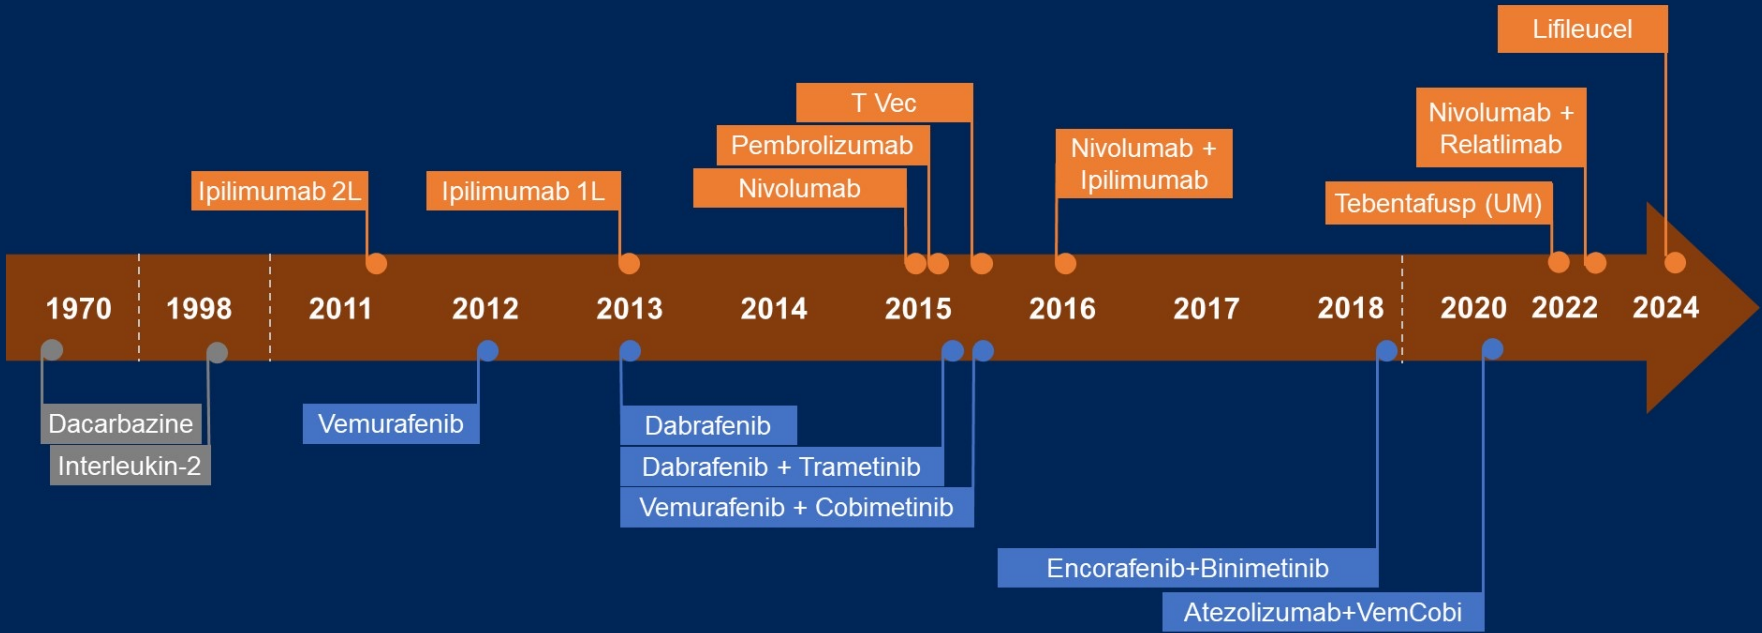 Lifileucel
T Vec
Nivolumab +
Relatlimab
Pembrolizumab
Nivolumab +
Ipilimumab
Ipilimumab 2L
Ipilimumab 1L
Nivolumab
Tebentafusp (UM)
1970
1998
2011
2012
2013
2014
2015
2016
2017
2018
2020
2022
2024
Dacarbazine
Interleukin-2
Vemurafenib
Dabrafenib
Dabrafenib + Trametinib
Vemurafenib + Cobimetinib
Encorafenib+Binimetinib
Atezolizumab+VemCobi